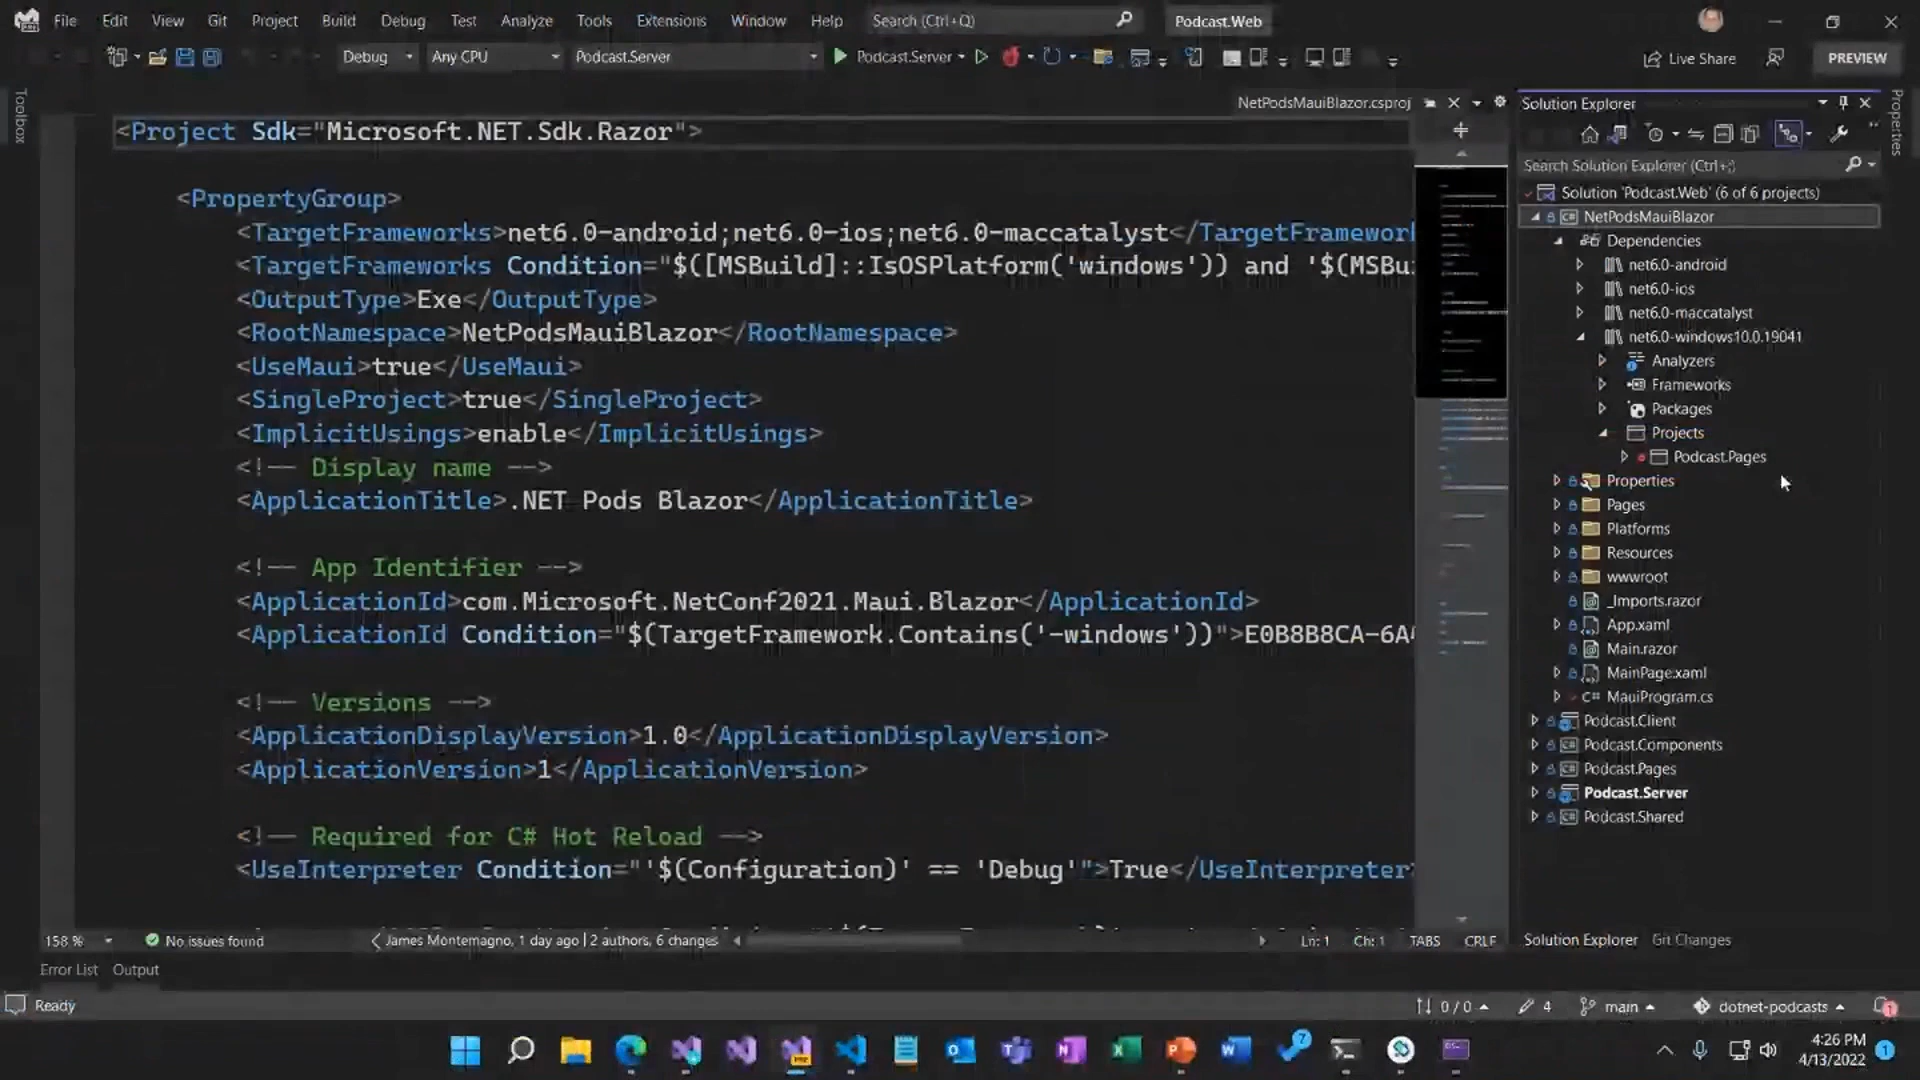 File Edit View Git Project Build Debug Test Analyze Tools Extensions Window Help Search (Ctrl+Q) Podcast.Web
Debug Any CPU Podcast.Server Podcast.Server Live Share PREVIEW
Toolbox
NetPodsMauiBlazor.csproj
<Project Sdk="Microsoft.NET.Sdk.Razor">
<PropertyGroup>
<TargetFrameworks>net6.0-android;net6.0-ios;net6.0-maccatalyst</TargetFramework
<TargetFrameworks Condition="$([MSBuild]::IsOSPlatform('windows')) and '$(MSBu
<OutputType>Exe</OutputType>
<RootNamespace>NetPodsMauiBlazor</RootNamespace>
<UseMaui>true</UseMaui>
<SingleProject>true</SingleProject>
<ImplicitUsings>enable</ImplicitUsings>
<!-- Display name -->
<ApplicationTitle>.NET Pods Blazor</ApplicationTitle>
<!-- App Identifier -->
<ApplicationId>com.Microsoft.NetConf2021.Maui.Blazor</ApplicationId>
<ApplicationId Condition="$(TargetFramework.Contains('-windows'))">E0B8B8CA-6A
<!-- Versions -->
<ApplicationDisplayVersion>1.0</ApplicationDisplayVersion>
<ApplicationVersion>1</ApplicationVersion>
<!-- Required for C# Hot Reload -->
<UseInterpreter Condition="'$(Configuration)' == 'Debug'">True</UseInterpreter>
158 % No issues found James Montemagno, 1 day ago | 2 authors, 6 changes Ln: 1 Ch: 1 TABS CRLF
Error List Output
Solution Explorer
Properties
Search Solution Explorer (Ctrl+;)
Solution 'Podcast.Web' (6 of 6 projects)
NetPodsMauiBlazor
Dependencies
net6.0-android
net6.0-ios
net6.0-maccatalyst
net6.0-windows10.0.19041
Analyzers
Frameworks
Packages
Projects
Podcast.Pages
Properties
Pages
Platforms
Resources
wwwroot
_Imports.razor
App.xaml
Main.razor
MainPage.xaml
C# MauiProgram.cs
Podcast.Client
Podcast.Components
Podcast.Pages
Podcast.Server
Podcast.Shared
Solution Explorer Git Changes
Ready 0 / 0 4 main dotnet-podcasts 1
7
4:26 PM
4/13/2022
1